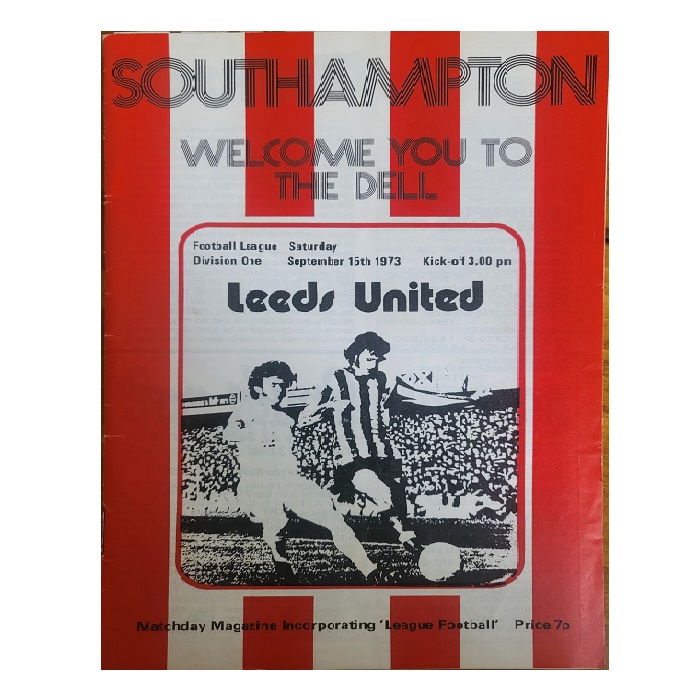 SOUTHAMPTON
WELCOME YOU TO
THE DELL
Football League Saturday
Division One September 15th 1973 Kick-off 3.00 pm
Leeds United
Matchday Magazine Incorporating 'League Football' Price 7p